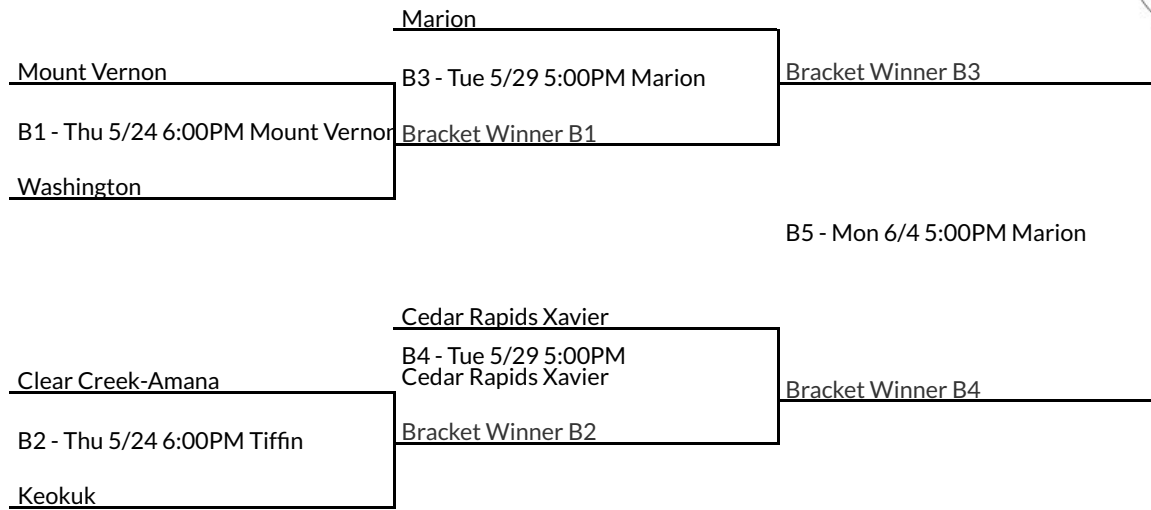 Marion
Mount Vernon
B3 - Tue 5/29 5:00PM Marion
Bracket Winner B3
B1 - Thu 5/24 6:00PM Mount Vernon
Bracket Winner B1
Washington
B5 - Mon 6/4 5:00PM Marion
Cedar Rapids Xavier
B4 - Tue 5/29 5:00PM
Cedar Rapids Xavier
Clear Creek-Amana
Bracket Winner B4
B2 - Thu 5/24 6:00PM Tiffin
Bracket Winner B2
Keokuk